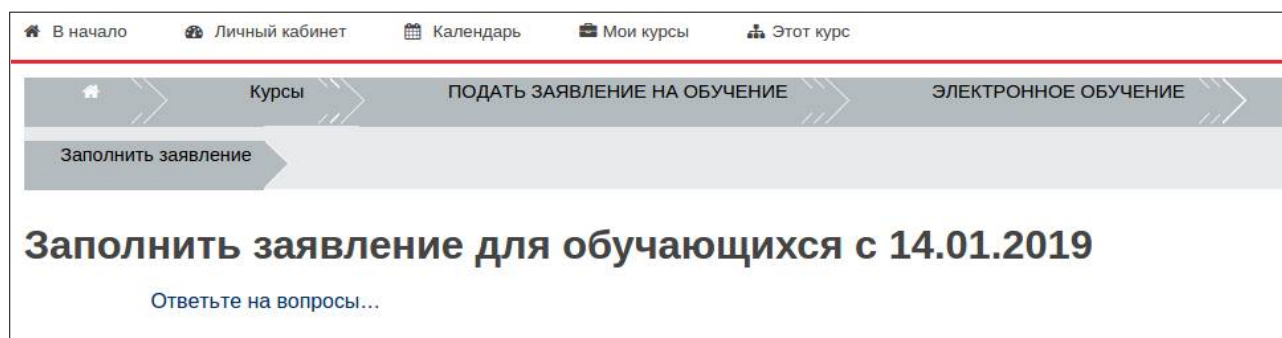 В начало Личный кабинет Календарь Мои курсы Этот курс
Курсы ПОДАТЬ ЗАЯВЛЕНИЕ НА ОБУЧЕНИЕ ЭЛЕКТРОННОЕ ОБУЧЕНИЕ
Заполнить заявление
Заполнить заявление для обучающихся с 14.01.2019
Ответьте на вопросы…